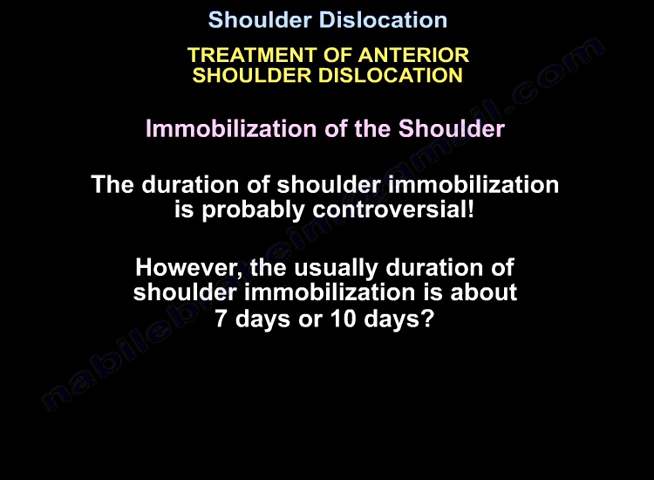 Shoulder Dislocation
TREATMENT OF ANTERIOR
SHOULDER DISLOCATION
Immobilization of the Shoulder
The duration of shoulder immobilization
is probably controversial!
However, the usually duration of
shoulder immobilization is about
7 days or 10 days?